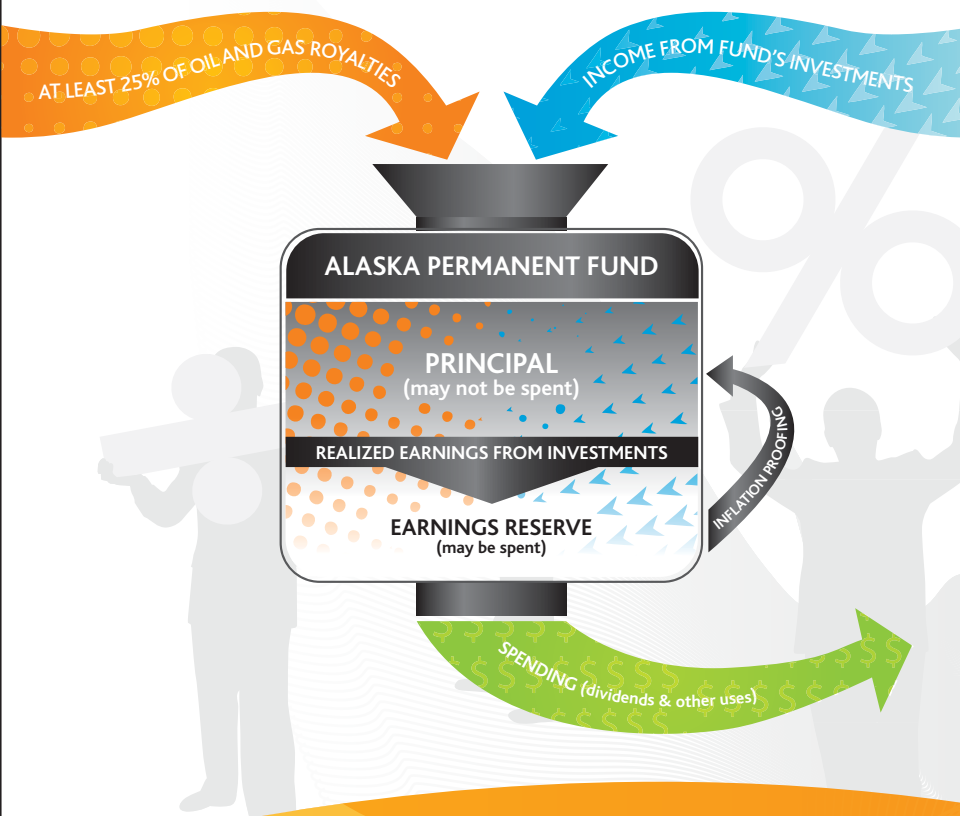 AT LEAST 25% OF OIL AND GAS ROYALTIES
INCOME FROM FUND'S INVESTMENTS
ALASKA PERMANENT FUND
PRINCIPAL
(may not be spent)
REALIZED EARNINGS FROM INVESTMENTS
EARNINGS RESERVE
(may be spent)
INFLATION PROOFING
SPENDING (dividends & other uses)